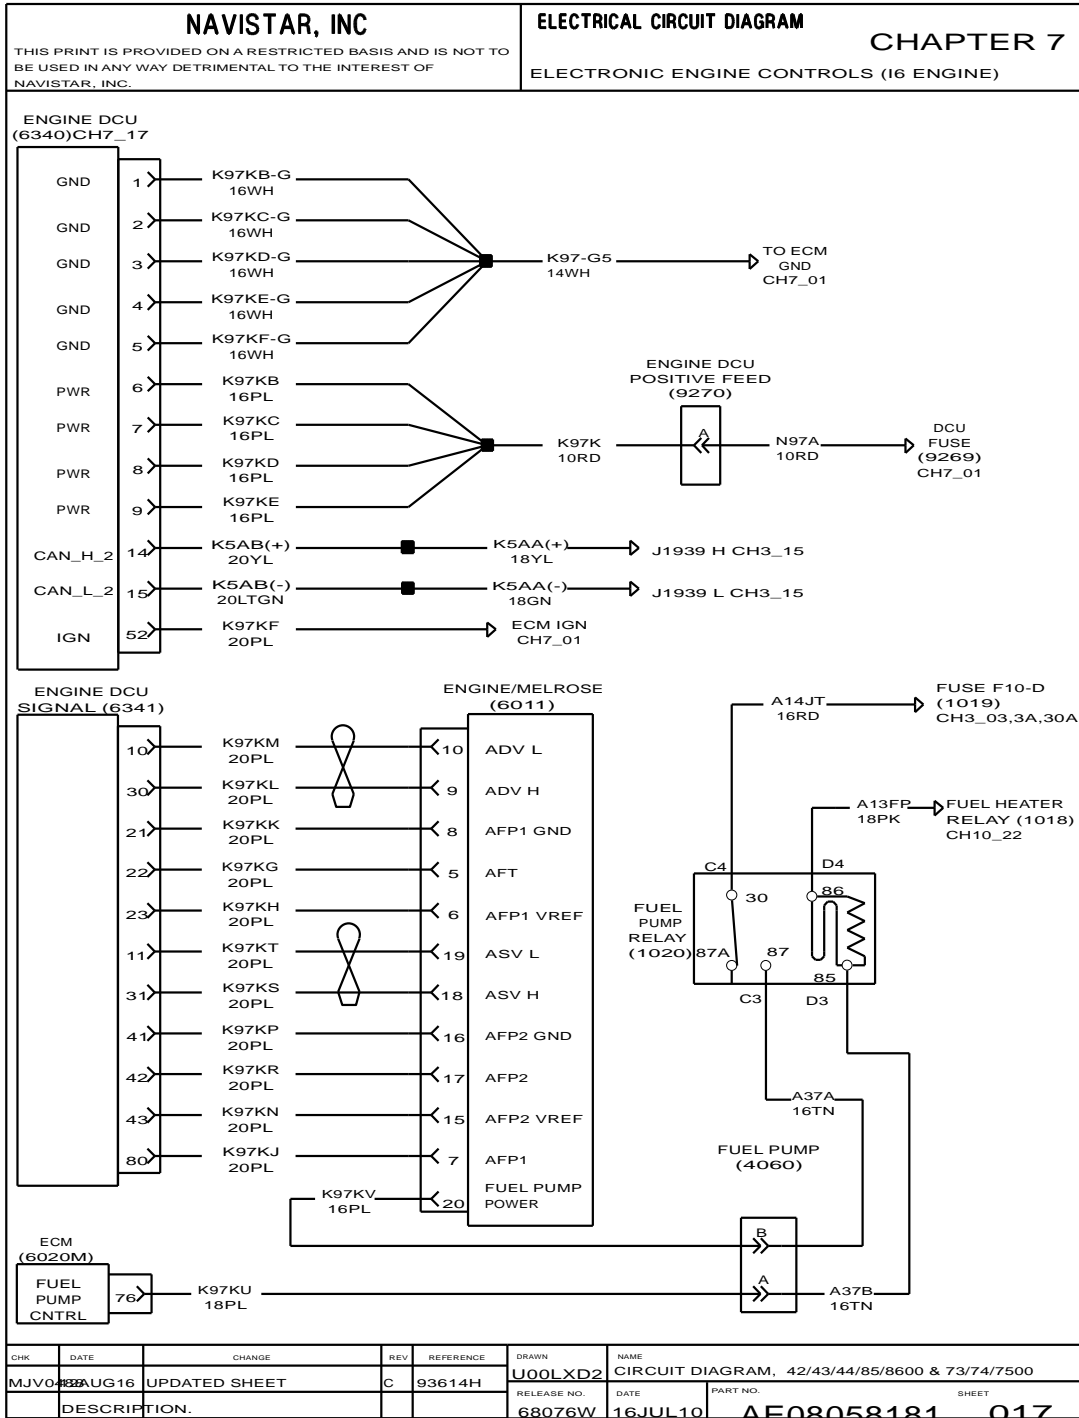 NAVISTAR, INC
THIS PRINT IS PROVIDED ON A RESTRICTED BASIS AND IS NOT TO
BE USED IN ANY WAY DETRIMENTAL TO THE INTEREST OF
NAVISTAR, INC.
ELECTRICAL CIRCUIT DIAGRAM
CHAPTER 7
ELECTRONIC ENGINE CONTROLS (I6 ENGINE)
ENGINE DCU
(6340)CH7_17
GND 1 K97KB-G
16WH
GND 2 K97KC-G
16WH
GND 3 K97KD-G
16WH
GND 4 K97KE-G
16WH
GND 5 K97KF-G
16WH
K97-G5
14WH
TO ECM
GND
CH7_01
PWR 6 K97KB
16PL
PWR 7 K97KC
16PL
PWR 8 K97KD
16PL
PWR 9 K97KE
16PL
K97K
10RD
ENGINE DCU
POSITIVE FEED
(9270)
A
N97A
10RD
DCU
FUSE
(9269)
CH7_01
CAN_H_2 14 K5AB(+)
20YL
K5AA(+)
18YL
J1939 H CH3_15
CAN_L_2 15 K5AB(-)
20LTGN
K5AA(-)
18GN
J1939 L CH3_15
IGN 52 K97KF
20PL
ECM IGN
CH7_01
ENGINE DCU
SIGNAL (6341)
ENGINE/MELROSE
(6011)
10 K97KM 10 ADV L
20PL
30 K97KL 9 ADV H
20PL
21 K97KK 8 AFP1 GND
20PL
22 K97KG 5 AFT
20PL
23 K97KH 6 AFP1 VREF
20PL
11 K97KT 19 ASV L
20PL
31 K97KS 18 ASV H
20PL
41 K97KP 16 AFP2 GND
20PL
42 K97KR 17 AFP2
20PL
43 K97KN 15 AFP2 VREF
20PL
80 K97KJ 7 AFP1
20PL
K97KV 20 FUEL PUMP
16PL POWER
A14JT
16RD
FUSE F10-D
(1019)
CH3_03,3A,30A
A13FP
18PK
FUEL HEATER
RELAY (1018)
CH10_22
C4 D4
30 86
FUEL
PUMP
RELAY
(1020)
87A 87 85
C3 D3
A37A
16TN
FUEL PUMP
(4060)
B
A
A37B
16TN
ECM
(6020M)
FUEL
PUMP
CNTRL
76 K97KU
18PL
CHK DATE CHANGE REV REFERENCE
UPDATED SHEET C 93614H
DESCRIPTION.
DRAWN
U00LXD2
NAME
CIRCUIT DIAGRAM, 42/43/44/85/8600 & 73/74/7500
RELEASE NO.
68076W
DATE
16JUL10
PART NO.
AE08058181
SHEET
017